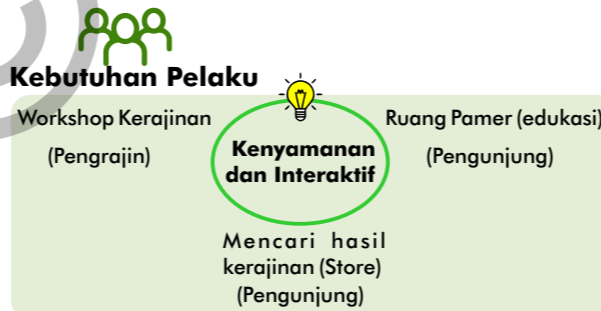 Kebutuhan Pelaku
Workshop Kerajinan
(Pengrajin)
Kenyamanan
dan Interaktif
Ruang Pamer (edukasi)
(Pengunjung)
Mencari hasil
kerajinan (Store)
(Pengunjung)